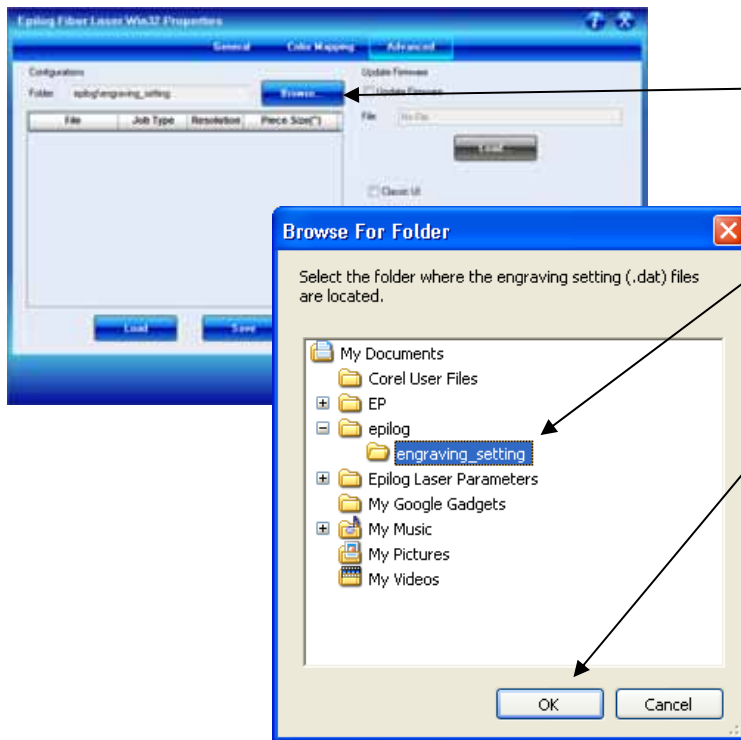 Epilog Fiber Laser Win32 Properties
General Color Mapping Advanced
Configurations
Folder epilog\engraving_setting Browse...
File Job Type Resolution Piece Size(")
Load Save
Update Firmware
Update Firmware
File No File
Load...
Classic UI
Browse For Folder
Select the folder where the engraving setting (.dat) files
are located.
My Documents
Corel User Files
EP
epilog
engraving_setting
Epilog Laser Parameters
My Google Gadgets
My Music
My Pictures
My Videos
OK Cancel